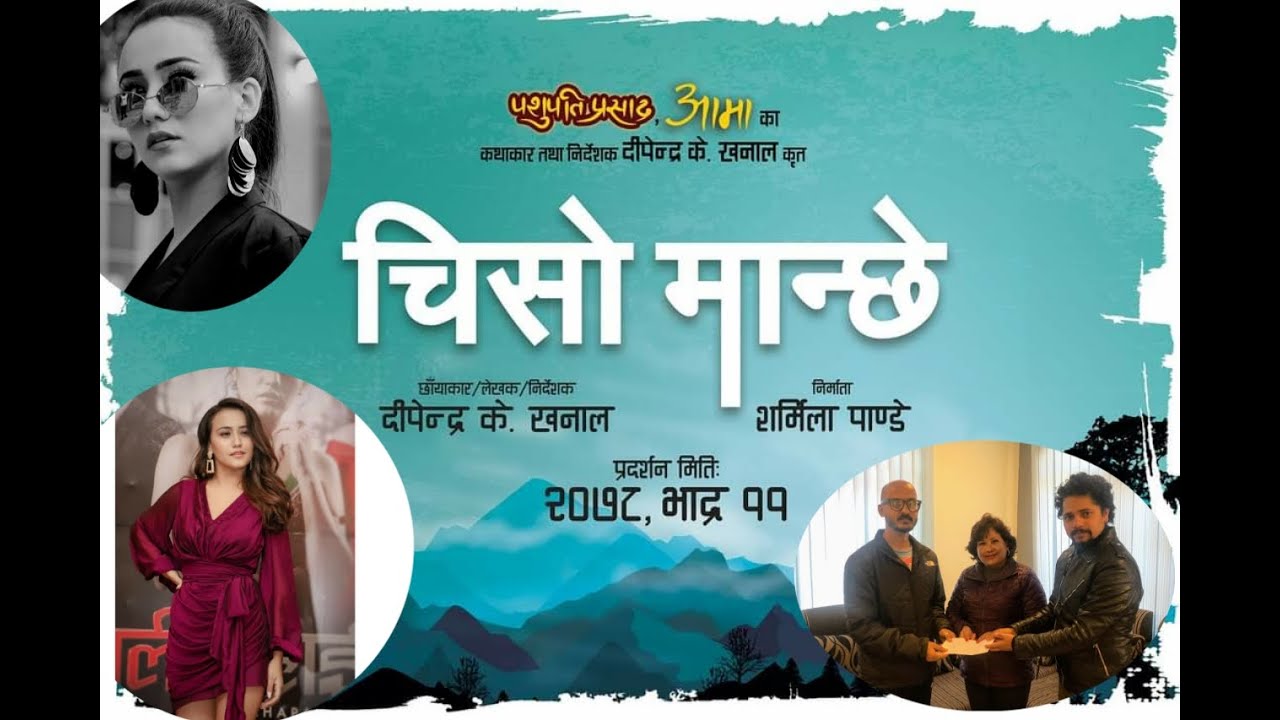 पशुपतिप्रसाद, आमा का
कथाकार तथा निर्देशक दीपेन्द्र के. खनाल कृत
चिसो मान्छे
छाँयाकार/लेखक/निर्देशक
दीपेन्द्र के. खनाल
निर्माता
शर्मिला पाण्डे
प्रदर्शन मितिः
२०७८, भाद्र ११